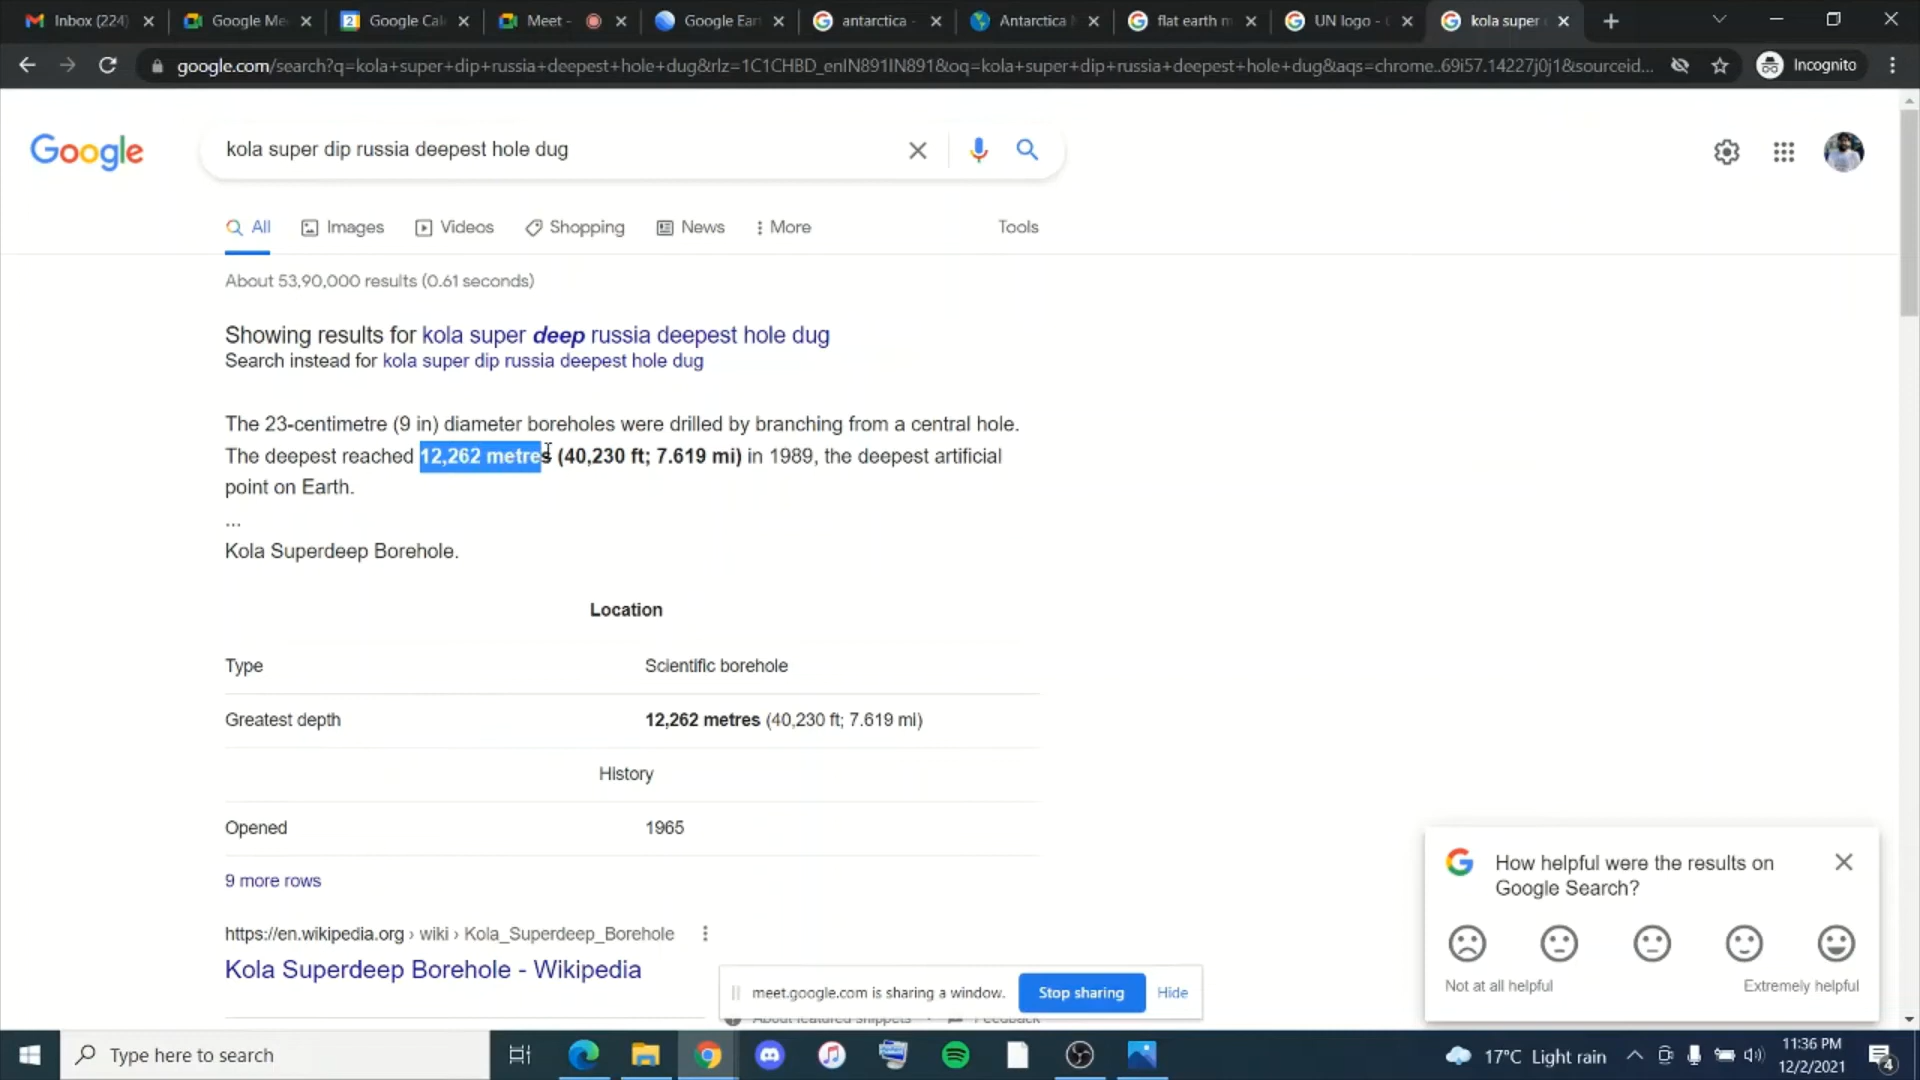 Inbox (224)
Google Me
Google Cal
Meet -
Google Ear
antarctica -
Antarctica
flat earth m
UN logo -
kola super
google.com/search?q=kola+super+dip+russia+deepest+hole+dug&rlz=1C1CHBD_enIN891IN891&oq=kola+super+dip+russia+deepest+hole+dug&aqs=chrome..69i57.14227j0j1&sourceid...
Incognito
Google
kola super dip russia deepest hole dug
All
Images
Videos
Shopping
News
More
Tools
About 53,90,000 results (0.61 seconds)
Showing results for kola super deep russia deepest hole dug
Search instead for kola super dip russia deepest hole dug
The 23-centimetre (9 in) diameter boreholes were drilled by branching from a central hole.
The deepest reached 12,262 metres (40,230 ft; 7.619 mi) in 1989, the deepest artificial
point on Earth.
...
Kola Superdeep Borehole.
Location
Type Scientific borehole
Greatest depth 12,262 metres (40,230 ft; 7.619 mi)
History
Opened 1965
9 more rows
https://en.wikipedia.org › wiki › Kola_Superdeep_Borehole
Kola Superdeep Borehole - Wikipedia
How helpful were the results on
Google Search?
Not at all helpful
Extremely helpful
meet.google.com is sharing a window.
Stop sharing
Hide
About featured snippets
Feedback
Type here to search
17°C Light rain
11:36 PM
12/2/2021
4